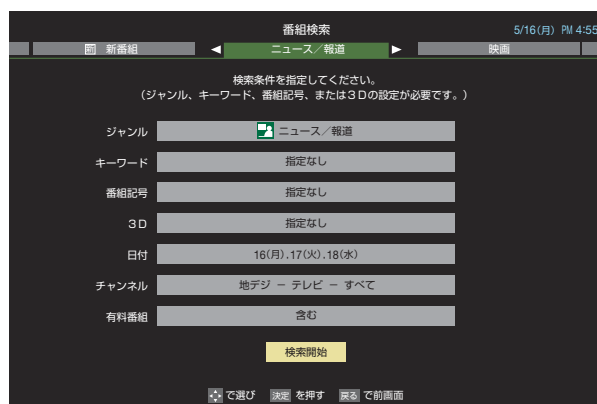 番組検索
5/16(月) PM 4:55
新 新番組 ◀ ニュース／報道 ▶ 映画
検索条件を指定してください。
（ジャンル、キーワード、番組記号、または３Ｄの設定が必要です。）
ジャンル ニュース／報道
キーワード 指定なし
番組記号 指定なし
３Ｄ 指定なし
日付 16(月).17(火).18(水)
チャンネル 地デジ － テレビ － すべて
有料番組 含む
検索開始
で選び 決定 を押す 戻る で前画面